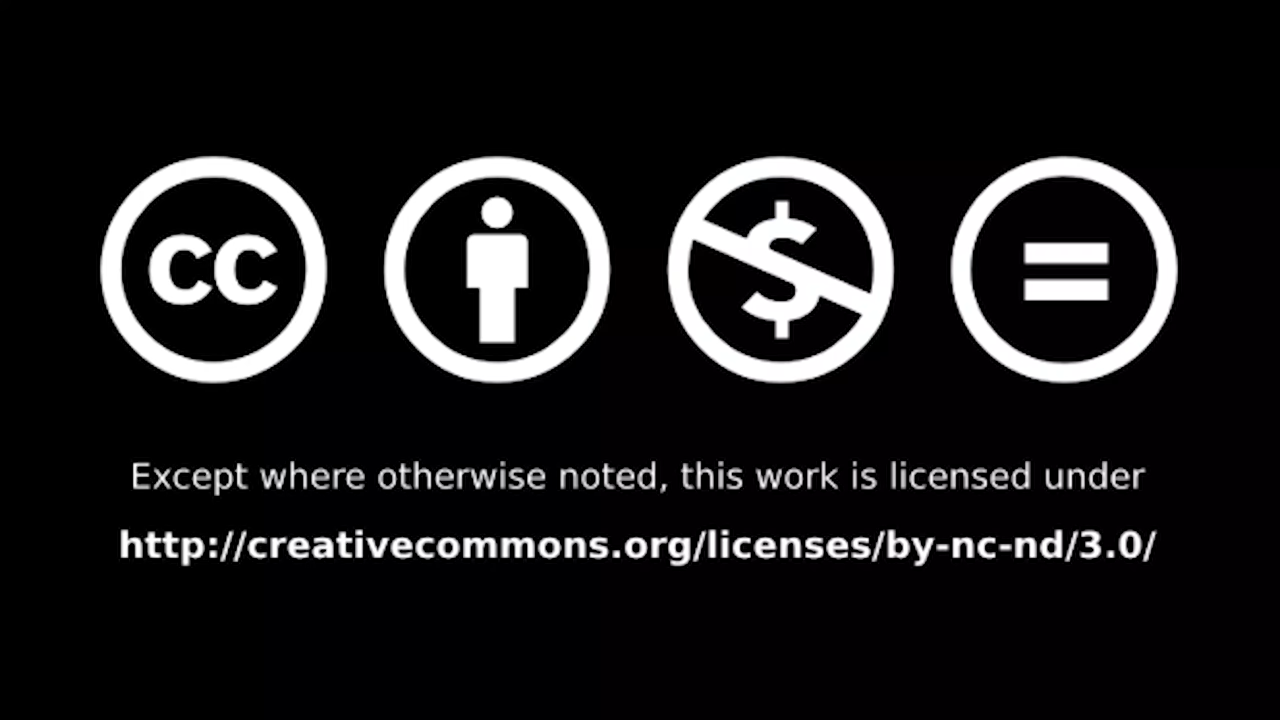 cc
$
=
Except where otherwise noted, this work is licensed under
http://creativecommons.org/licenses/by-nc-nd/3.0/